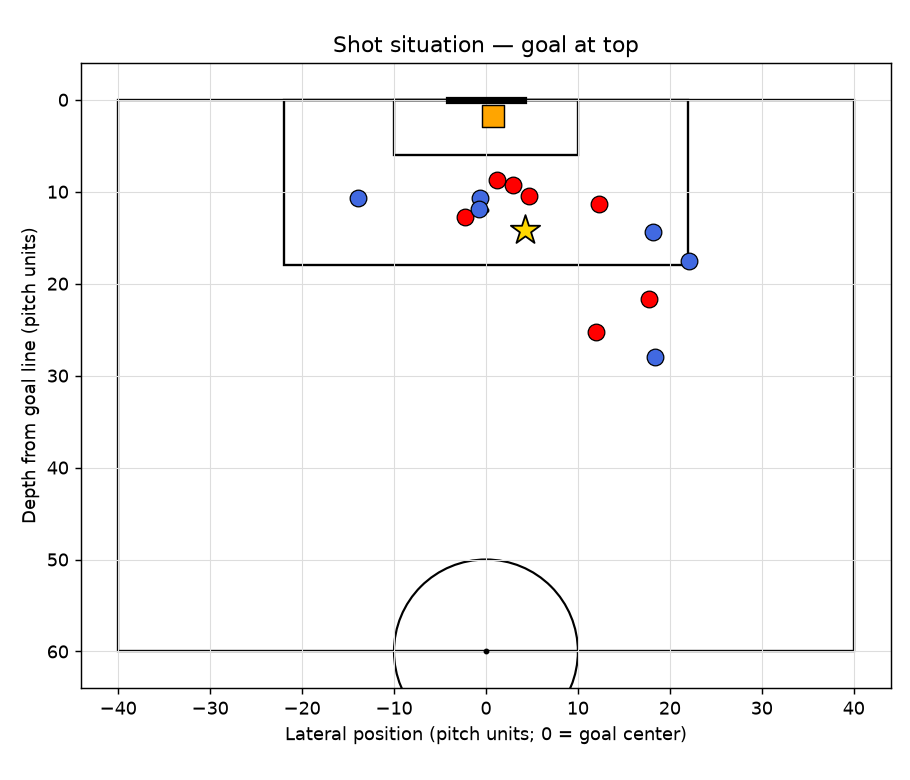 Shot situation — goal at top
Depth from goal line (pitch units)
0
10
20
30
40
50
60
−40 −30 −20 −10 0 10 20 30 40
Lateral position (pitch units; 0 = goal center)